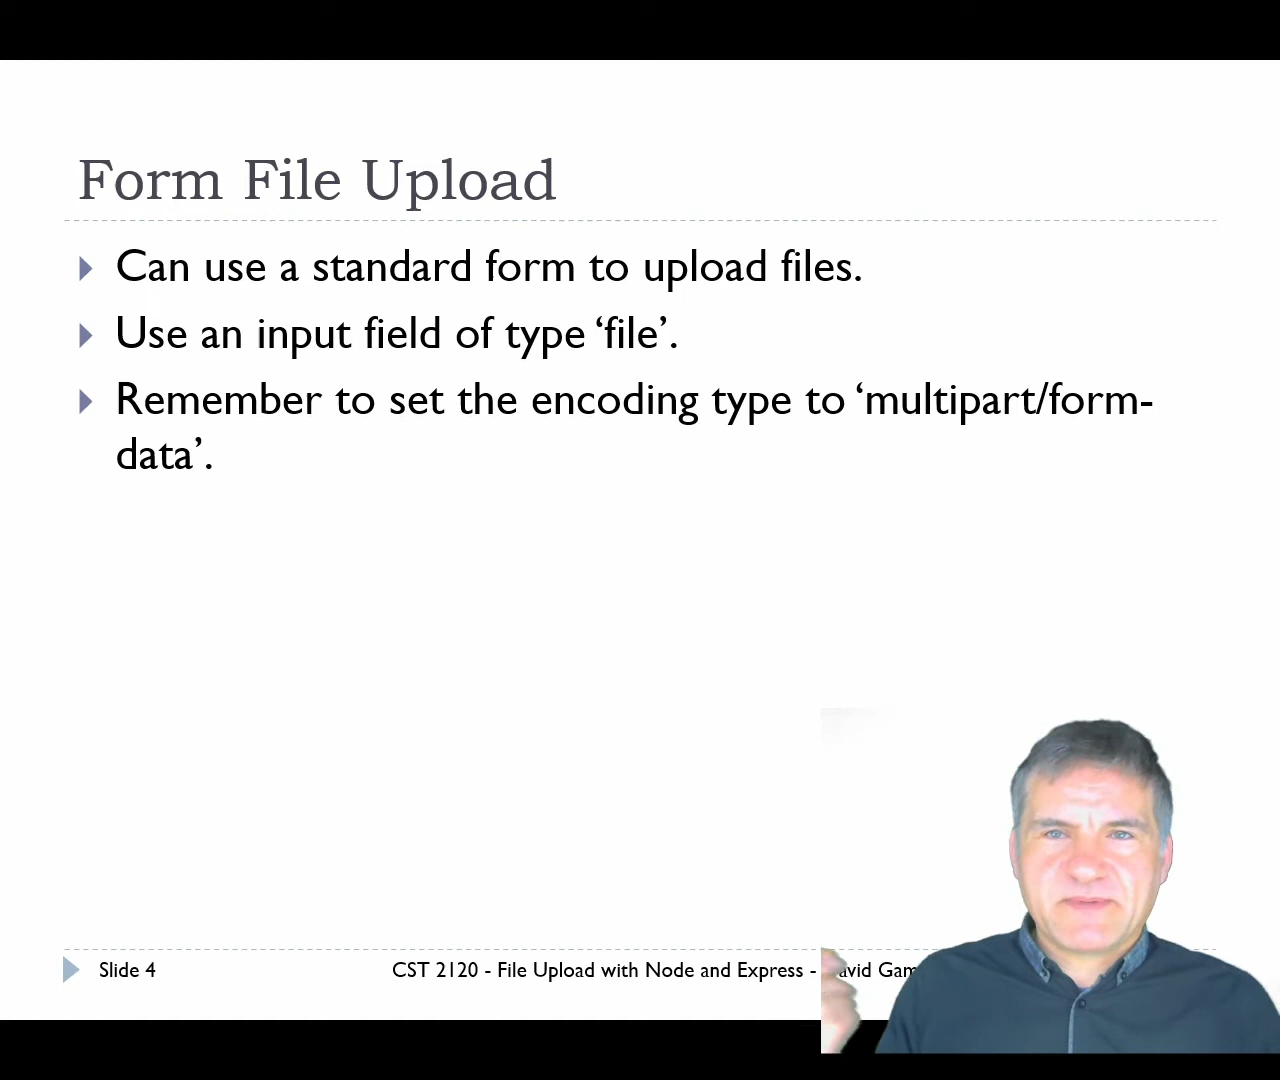 Form File Upload
Can use a standard form to upload files.
Use an input field of type ‘file’.
Remember to set the encoding type to ‘multipart/form-
data’.
Slide 4
CST 2120 - File Upload with Node and Express -